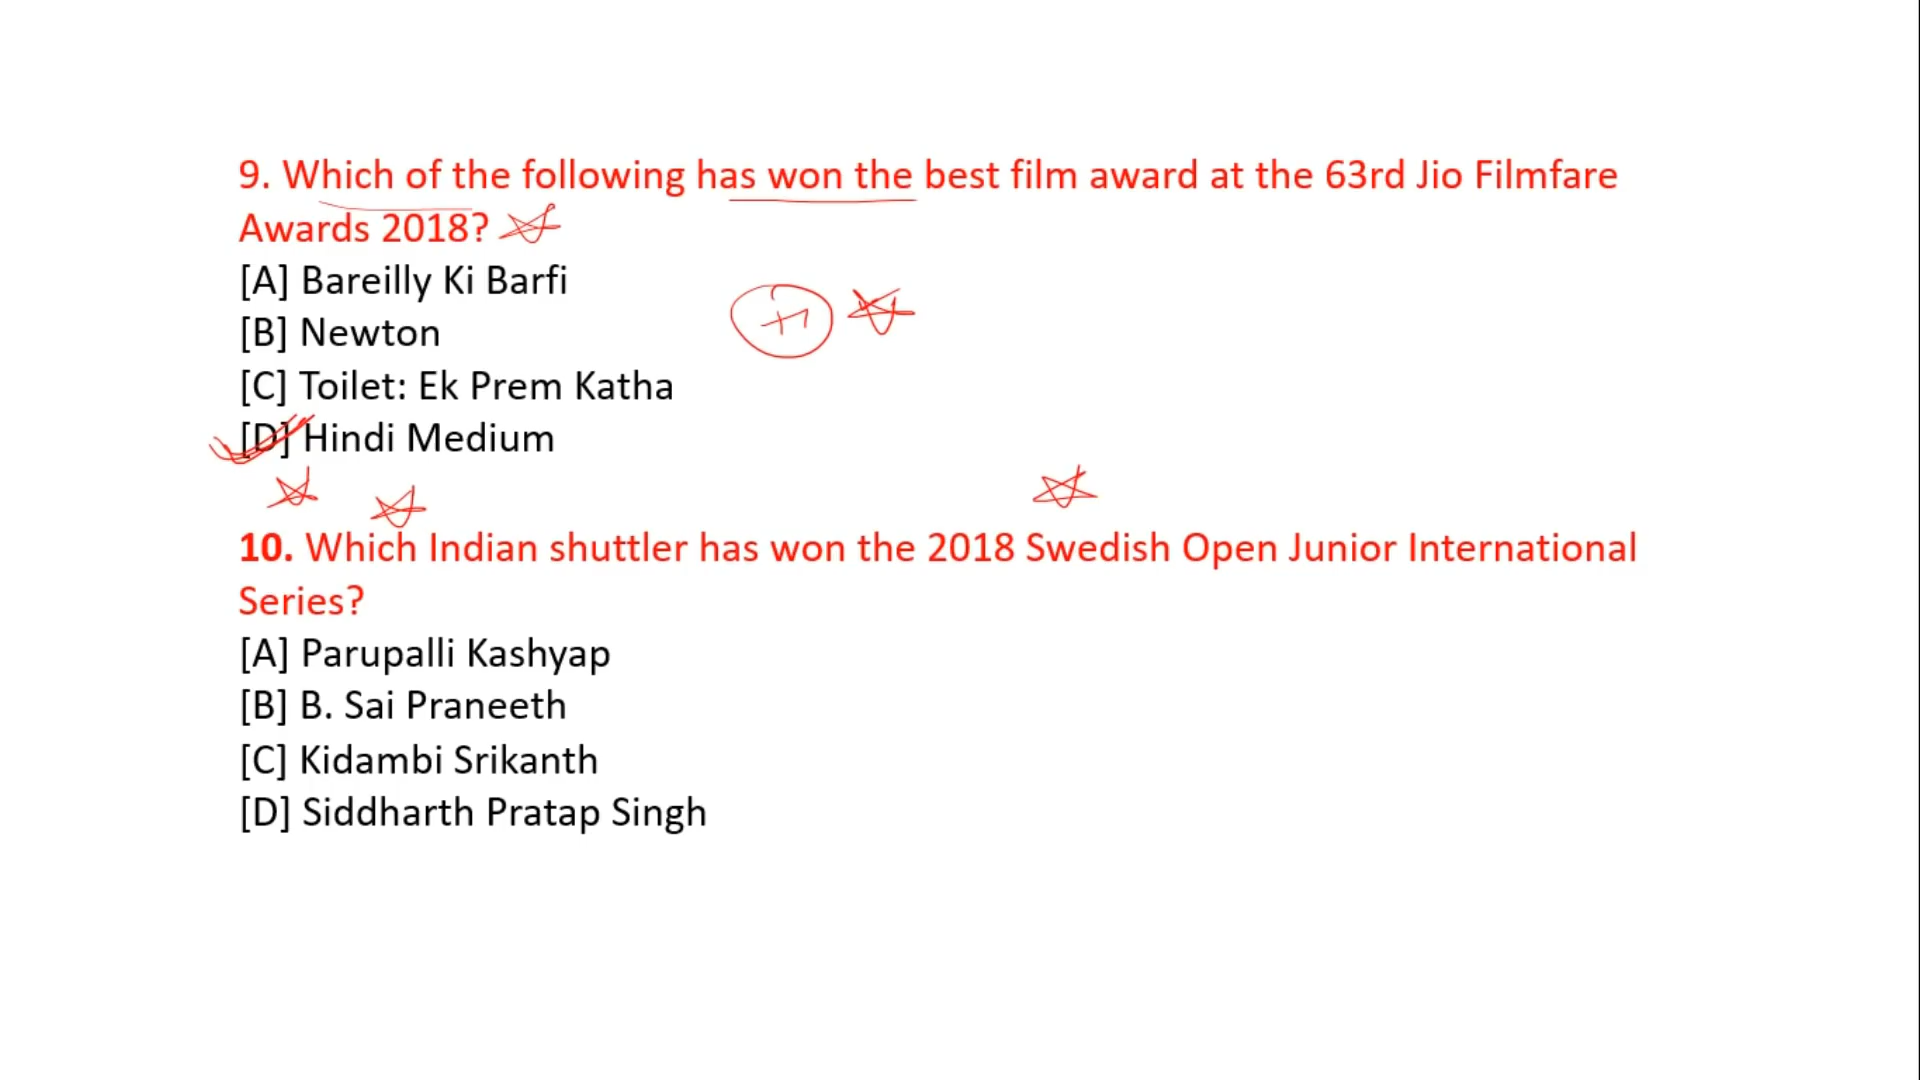 9. Which of the following has won the best film award at the 63rd Jio Filmfare
Awards 2018?
[A] Bareilly Ki Barfi
[B] Newton
[C] Toilet: Ek Prem Katha
[D] Hindi Medium
10. Which Indian shuttler has won the 2018 Swedish Open Junior International
Series?
[A] Parupalli Kashyap
[B] B. Sai Praneeth
[C] Kidambi Srikanth
[D] Siddharth Pratap Singh